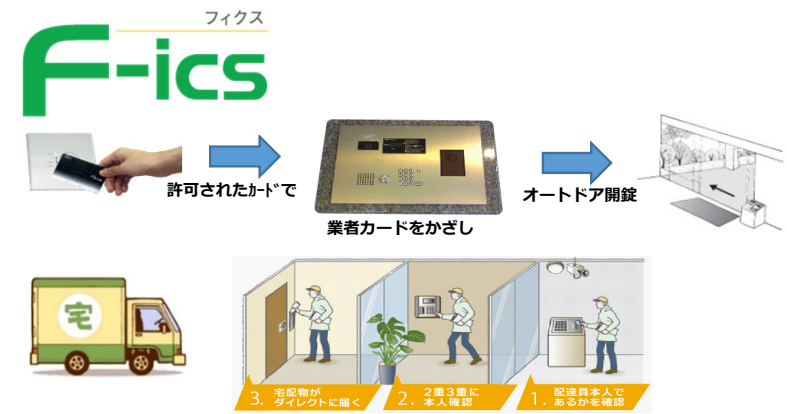 フィクス
F-ics
許可されたｶｰﾄﾞで
業者カードをかざし
オートドア開錠
宅
3. 宅配物が
ダイレクトに届く
2. 2重3重に
本人確認
1. 配達員本人で
あるかを確認